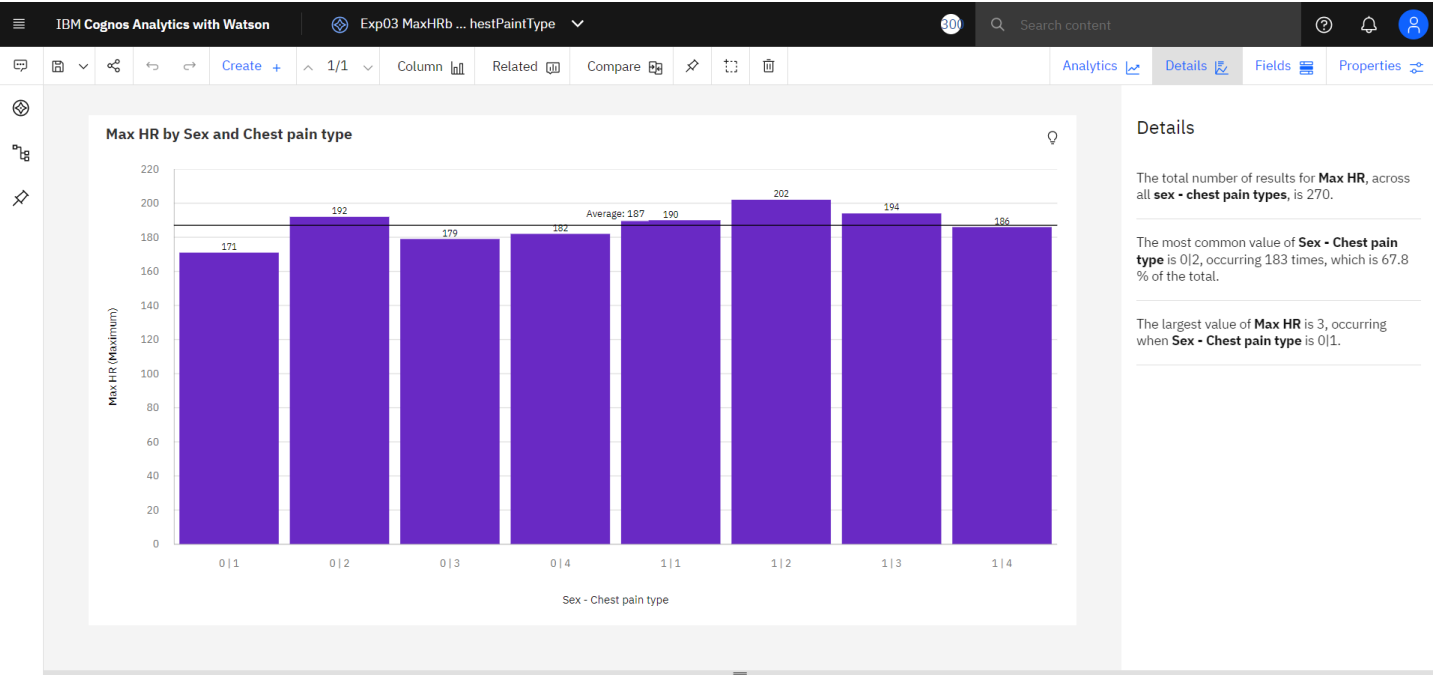 IBM Cognos Analytics with Watson
Exp03 MaxHRb ... hestPaintType
300
Search content
Create +
1/1
Column
Related
Compare
Analytics
Details
Fields
Properties
Max HR by Sex and Chest pain type
220
200
180
160
140
120
100
80
60
40
20
0
Max HR (Maximum)
171
192
179
182
Average: 187
190
202
194
186
0 | 1
0 | 2
0 | 3
0 | 4
1 | 1
1 | 2
1 | 3
1 | 4
Sex - Chest pain type
Details
The total number of results for Max HR, across
all sex - chest pain types, is 270.
The most common value of Sex - Chest pain
type is 0|2, occurring 183 times, which is 67.8
% of the total.
The largest value of Max HR is 3, occurring
when Sex - Chest pain type is 0|1.